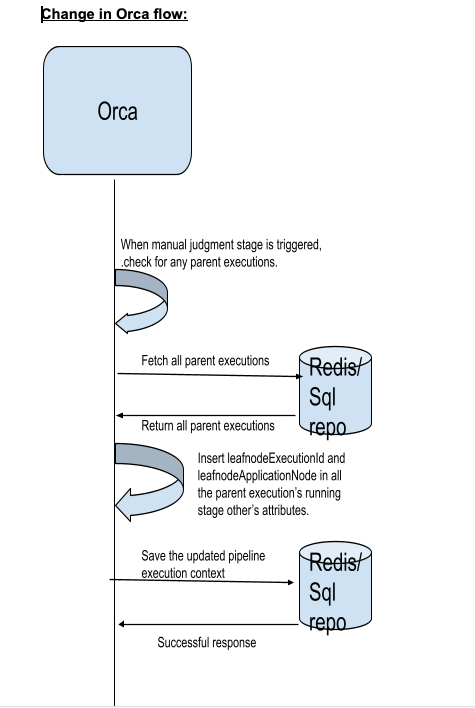 Change in Orca flow:
Orca
When manual judgment stage is triggered,
.check for any parent executions.
Fetch all parent executions
Redis/
Sql
repo
Return all parent executions
Insert leafnodeExecutionId and
leafnodeApplicationNode in all
the parent execution's running
stage other's attributes.
Save the updated pipeline
execution context
Redis/
Sql
repo
Successful response